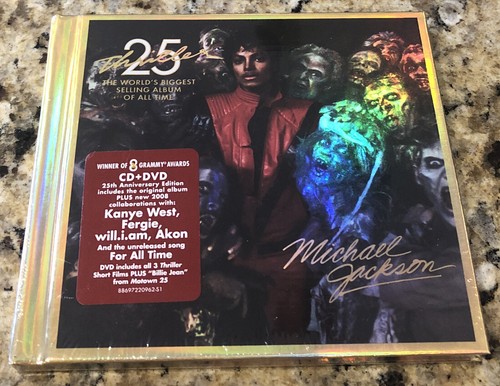 25
Thriller
THE WORLD'S BIGGEST
SELLING ALBUM
OF ALL TIME
WINNER OF 8 GRAMMY® AWARDS
CD+DVD
25th Anniversary Edition
includes the original album
PLUS new 2008
collaborations with:
Kanye West,
Fergie,
will.i.am, Akon
And the unreleased song
For All Time
DVD includes all 3 Thriller
Short Films PLUS "Billie Jean"
from Motown 25
88697220962-S1
Michael
Jackson